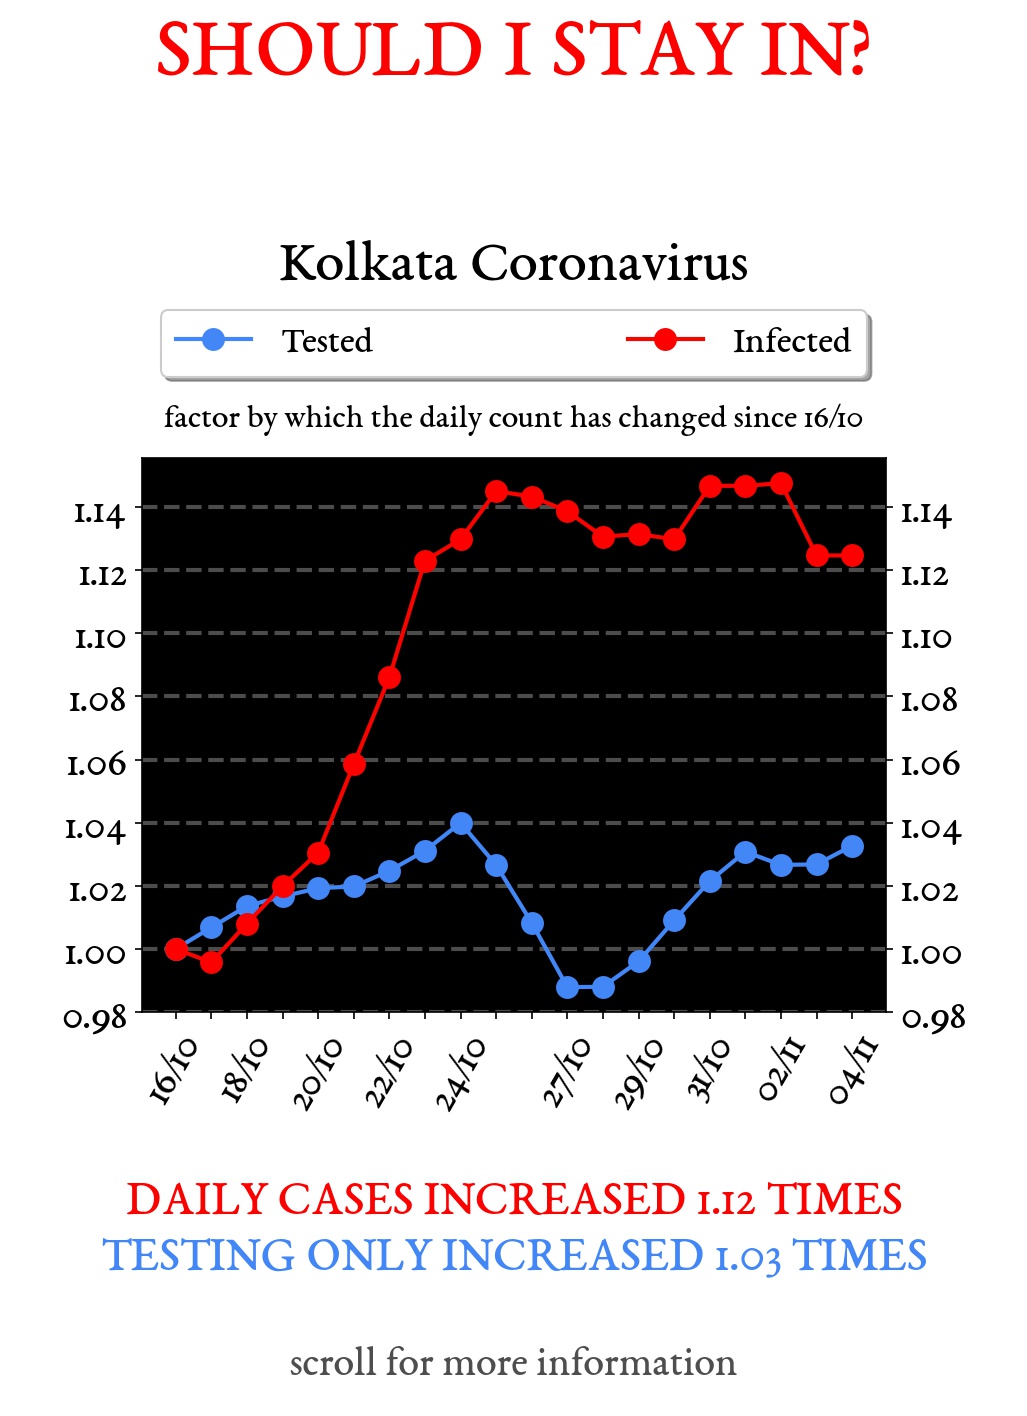 SHOULD I STAY IN?
Kolkata Coronavirus
Tested Infected
factor by which the daily count has changed since 16/10
1.14 1.14
1.12 1.12
1.10 1.10
1.08 1.08
1.06 1.06
1.04 1.04
1.02 1.02
1.00 1.00
0.98 0.98
16/10 18/10 20/10 22/10 24/10 27/10 29/10 31/10 02/11 04/11
DAILY CASES INCREASED 1.12 TIMES
TESTING ONLY INCREASED 1.03 TIMES
scroll for more information